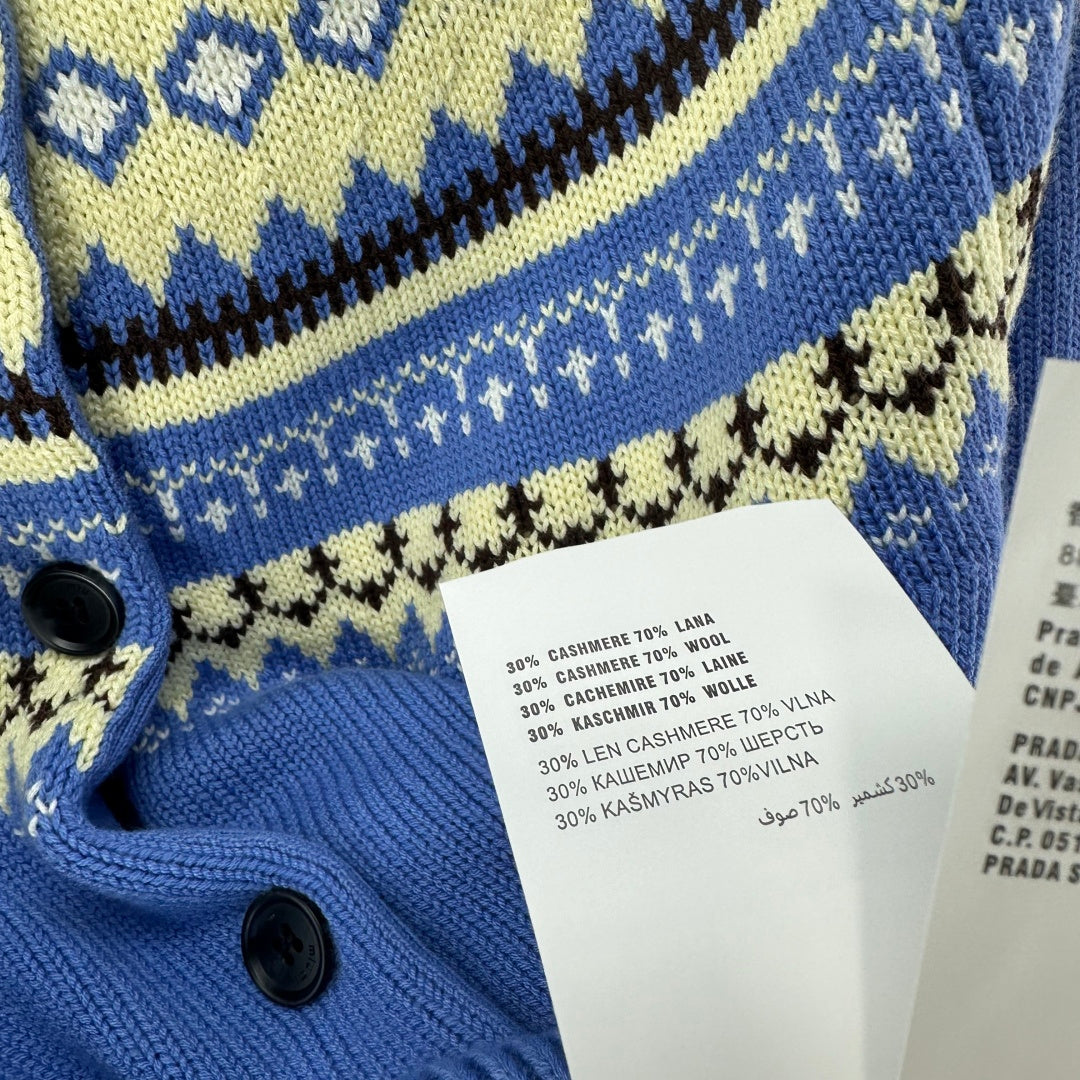 30% CASHMERE 70% LANA
30% CASHMERE 70% WOOL
30% CACHEMIRE 70% LAINE
30% KASCHMIR 70% WOLLE
30% LEN CASHMERE 70% VLNA
30% КАШЕМИР 70% ШЕРСТЬ
30% KAŠMYRAS 70%VILNA
30% كشمير 70% صوف
Pra
de
CNP.
PRAD
AV. Va
De Vist
C.P. 051
PRADA S